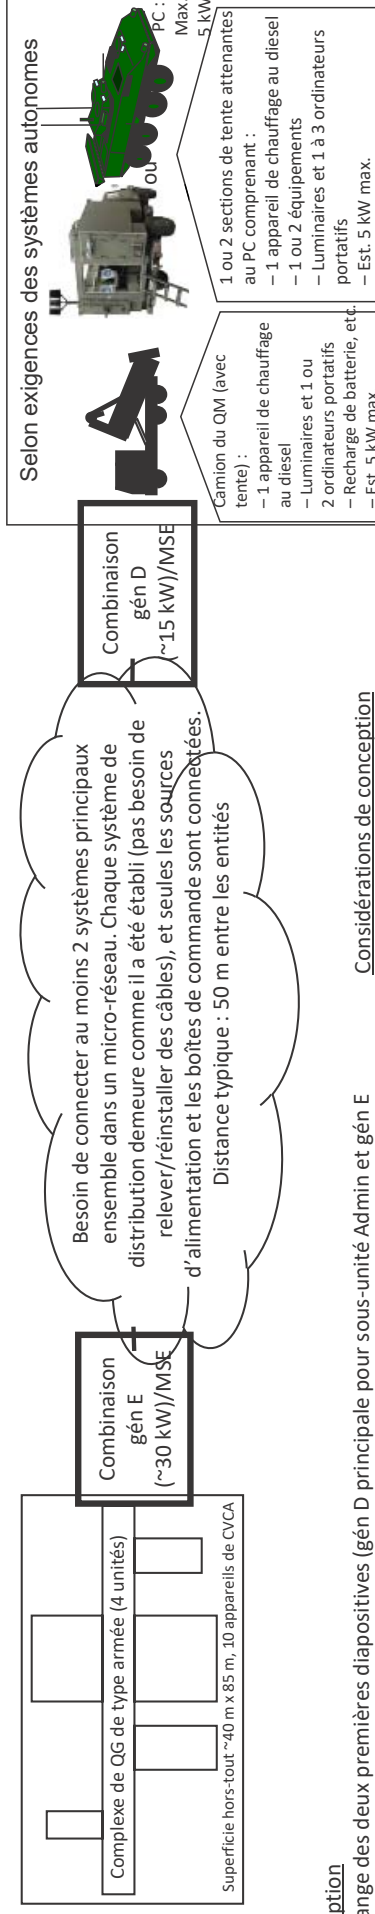 Complexe de QG de type armée (4 unités)
Superficie hors-tout ~40 m x 85 m, 10 appareils de CVCA
Combinaison
gén E
(~30 kW)/MSE
Besoin de connecter au moins 2 systèmes principaux
ensemble dans un micro-réseau. Chaque système de
distribution demeure comme il a été établi (pas besoin de
relever/réinstaller des câbles), et seules les sources
d’alimentation et les boîtes de commande sont connectées.
Distance typique : 50 m entre les entités
Combinaison
gén D
(~15 kW)/MSE
Selon exigences des systèmes autonomes
ou
PC :
Max.
5 kW
Camion du QM (avec
tente) :
– 1 appareil de chauffage
au diesel
– Luminaires et 1 ou
2 ordinateurs portatifs
– Recharge de batterie, etc.
– Est. 5 kW max.
1 ou 2 sections de tente attenantes
au PC comprenant :
– 1 appareil de chauffage au diesel
– 1 ou 2 équipements
– Luminaires et 1 à 3 ordinateurs
portatifs
– Est. 5 kW max.
Considérations de conception
des deux premières diapositives (gén D principale pour sous-unité Admin et gén E